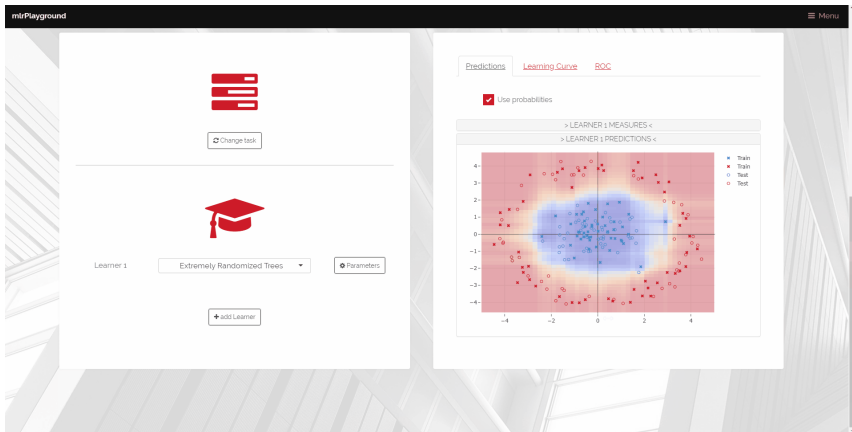 mlrPlayground
Menu
Change task
Learner 1
Extremely Randomized Trees
Parameters
add Learner
Predictions
Learning Curve
ROC
Use probabilities
> LEARNER 1 MEASURES <
> LEARNER 1 PREDICTIONS <
Train
Train
Test
Test
4
3
2
1
0
−1
−2
−3
−4
−4
−2
0
2
4